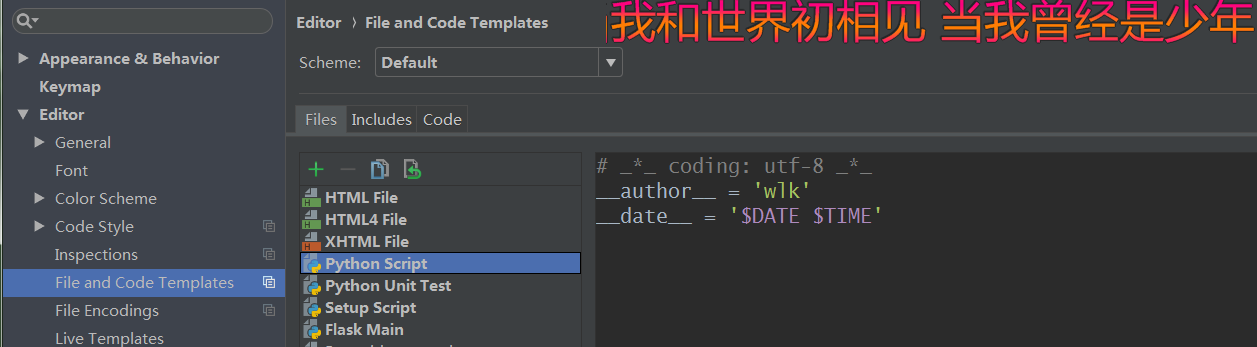 Editor › File and Code Templates
我和世界初相见 当我曾经是少年
Scheme: Default
Appearance & Behavior
Keymap
Editor
General
Font
Color Scheme
Code Style
Inspections
File and Code Templates
File Encodings
Live Templates
Files Includes Code
HTML File
HTML4 File
XHTML File
Python Script
Python Unit Test
Setup Script
Flask Main
# _*_ coding: utf-8 _*_
__author__ = 'wlk'
__date__ = '$DATE $TIME'